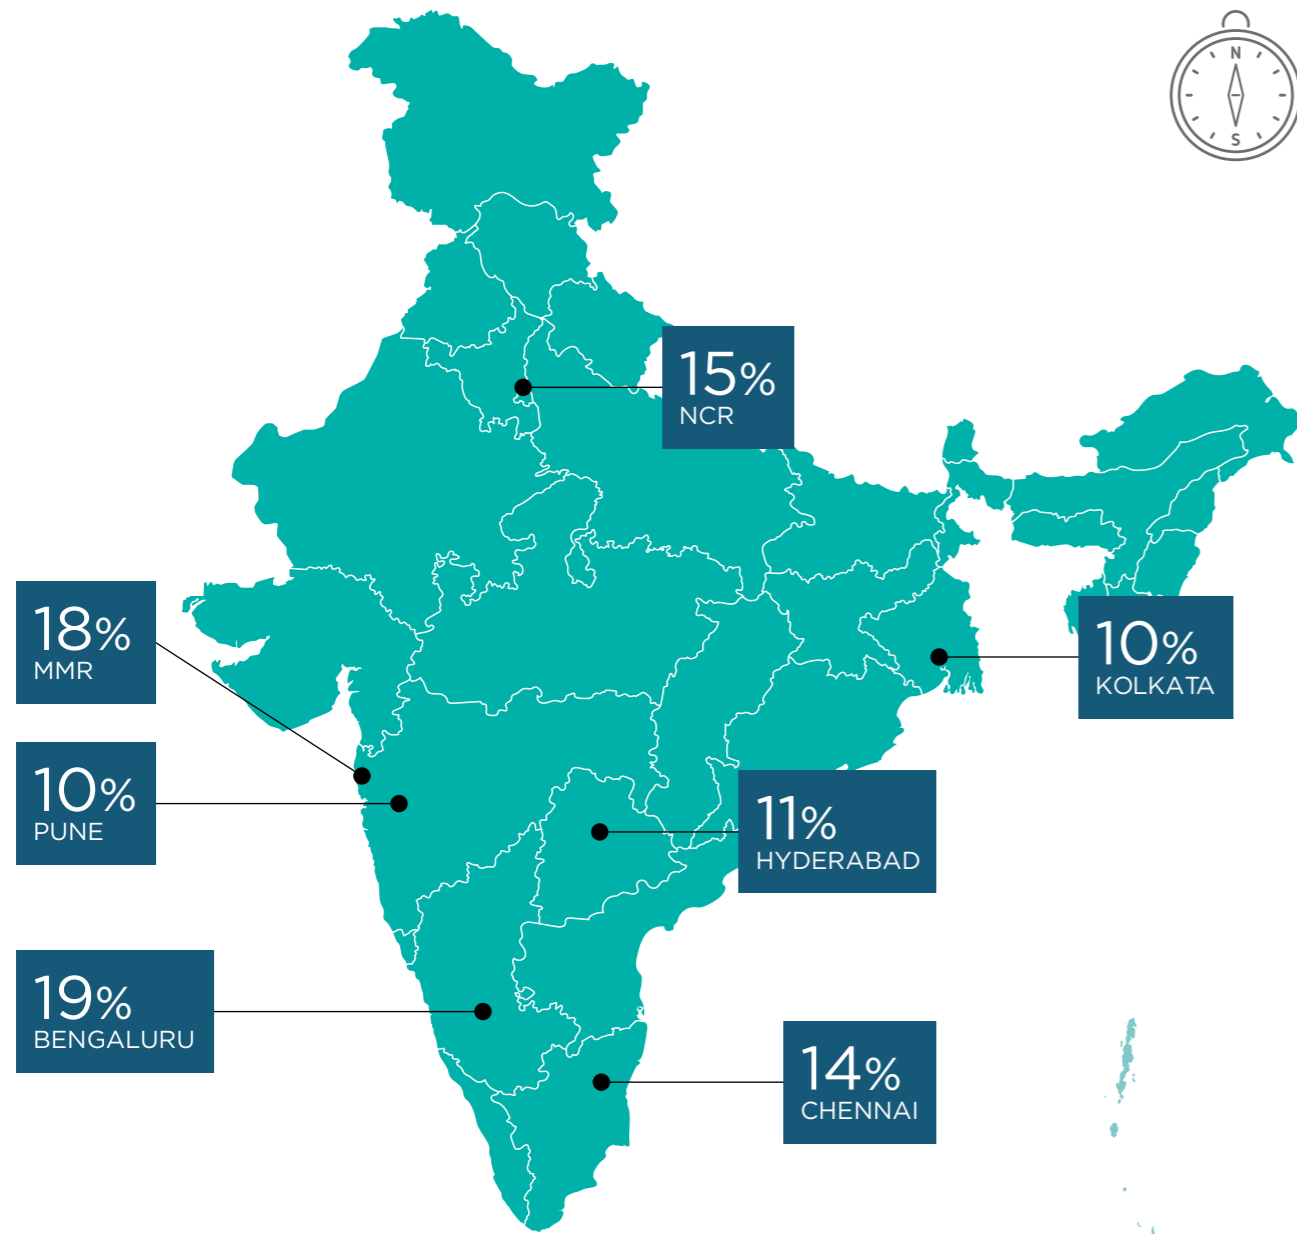 N
S
15%
NCR
18%
MMR
10%
KOLKATA
10%
PUNE
11%
HYDERABAD
19%
BENGALURU
14%
CHENNAI